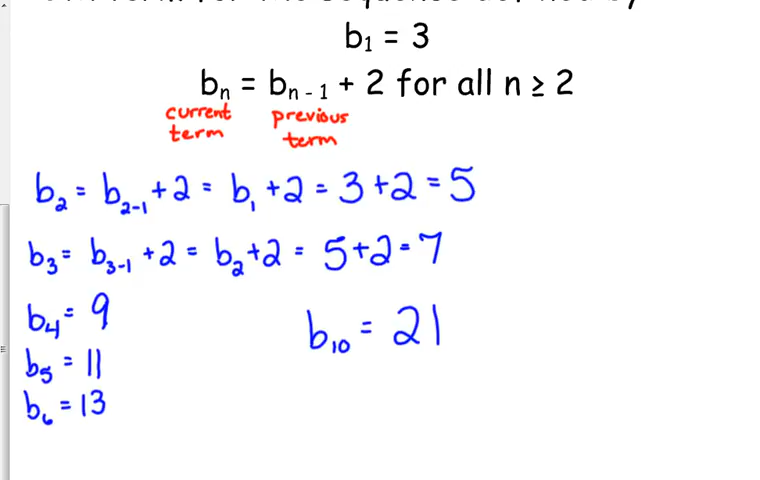 b₁ = 3
bₙ = bₙ₋₁ + 2 for all n ≥ 2
current term previous term
b₂ = b₂₋₁ + 2 = b₁ + 2 = 3 + 2 = 5
b₃ = b₃₋₁ + 2 = b₂ + 2 = 5 + 2 = 7
b₄ = 9
b₁₀ = 21
b₅ = 11
b₆ = 13